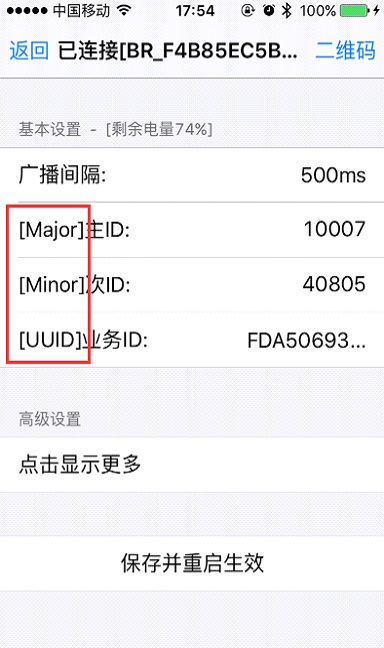 中国移动 17:54 100%
返回 已连接[BR_F4B85EC5B... 二维码
基本设置 - [剩余电量74%]
广播间隔: 500ms
[Major]主ID: 10007
[Minor]次ID: 40805
[UUID]业务ID: FDA50693...
高级设置
点击显示更多
保存并重启生效